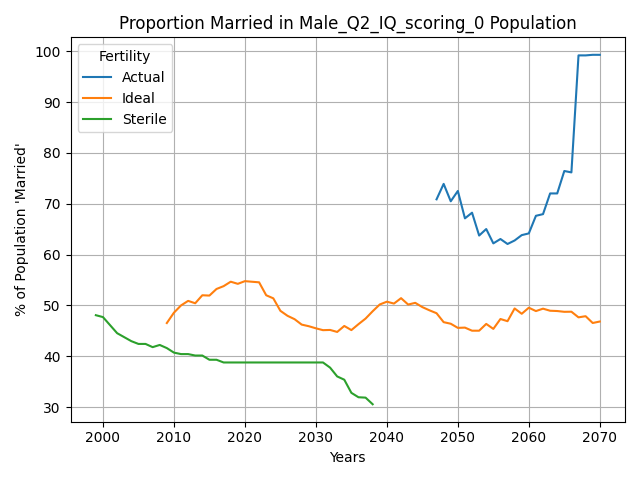 Proportion Married in Male_Q2_IQ_scoring_0 Population
% of Population 'Married'
100
90
80
70
60
50
40
30
Fertility
Actual
Ideal
Sterile
2000
2010
2020
2030
2040
2050
2060
2070
Years